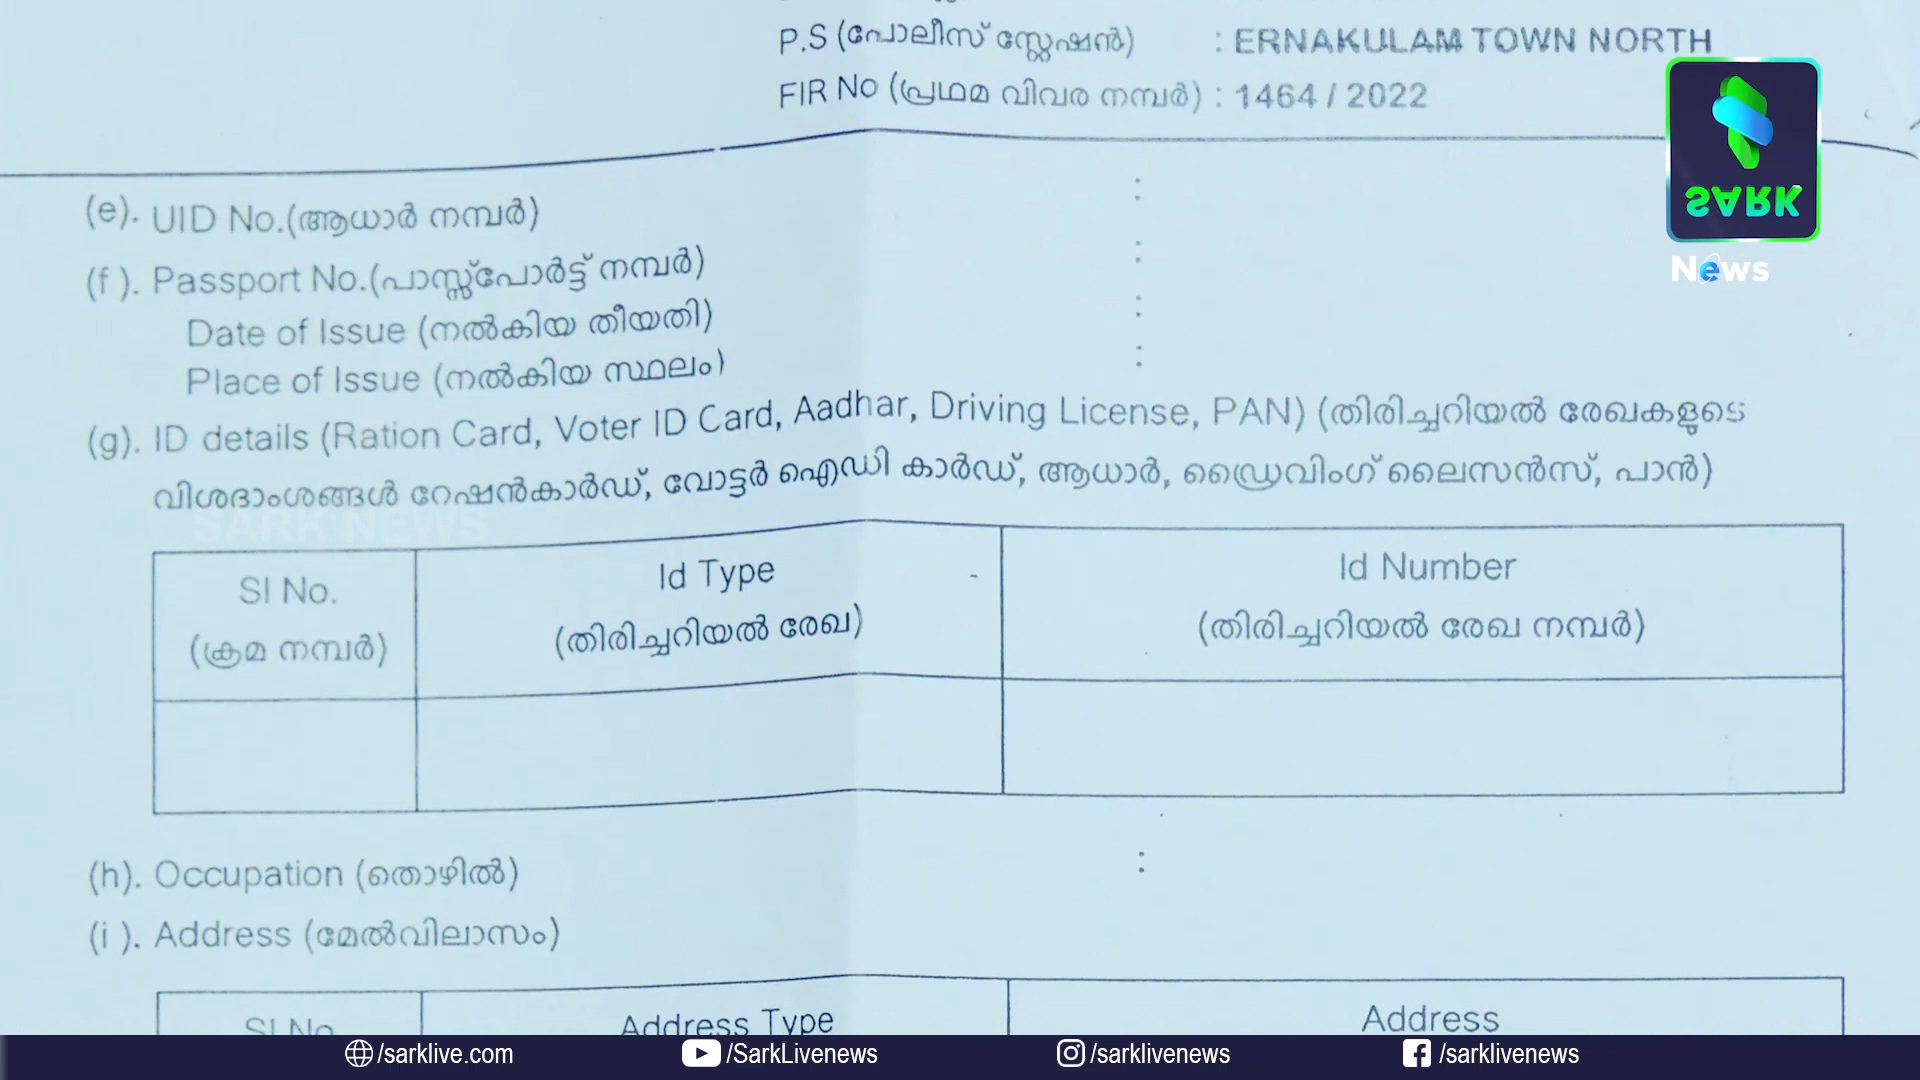 P.S (പോലീസ് സ്റ്റേഷൻ) : ERNAKULAM TOWN NORTH
FIR No (പ്രഥമ വിവര നമ്പർ) : 1464 / 2022
SARK
News
(e). UID No.(ആധാർ നമ്പർ) :
(f ). Passport No.(പാസ്സ്പോർട്ട് നമ്പർ) :
Date of Issue (നൽകിയ തീയതി) :
Place of Issue (നൽകിയ സ്ഥലം) :
(g). ID details (Ration Card, Voter ID Card, Aadhar, Driving License, PAN) (തിരിച്ചറിയൽ രേഖകളുടെ
വിശദാംശങ്ങൾ റേഷൻകാർഡ്, വോട്ടർ ഐഡി കാർഡ്, ആധാർ, ഡ്രൈവിംഗ് ലൈസൻസ്, പാൻ)
SARK NEWS
Sl No. Id Type Id Number
(ക്രമ നമ്പർ) (തിരിച്ചറിയൽ രേഖ) (തിരിച്ചറിയൽ രേഖ നമ്പർ)
(h). Occupation (തൊഴിൽ) :
(i ). Address (മേൽവിലാസം)
Sl No. Address Type Address
/sarklive.com /SarkLivenews /sarklivenews /sarklivenews